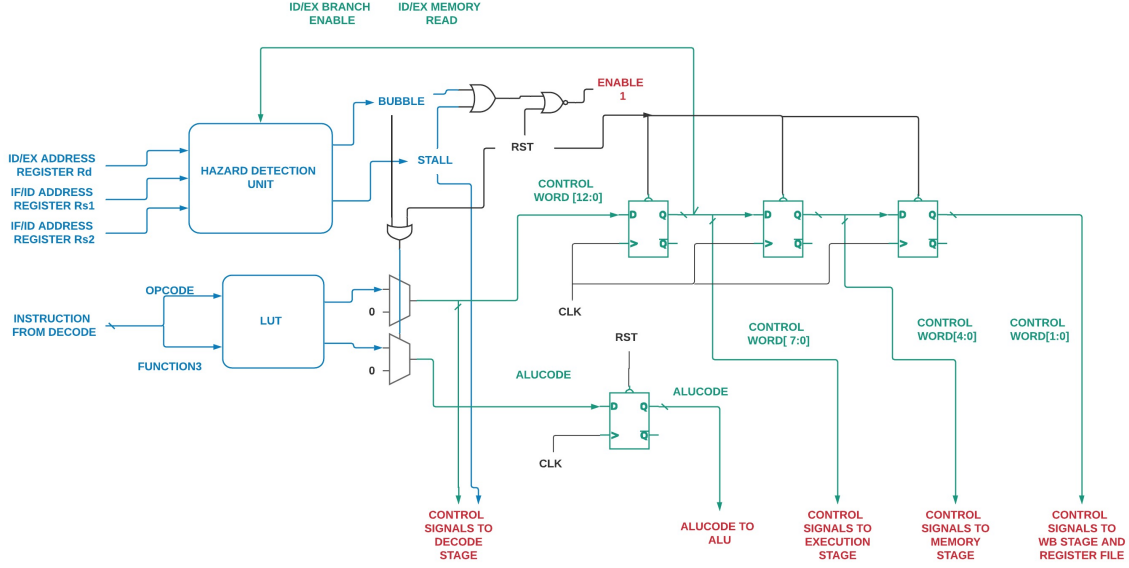 ID/EX BRANCH
ENABLE
ID/EX MEMORY
READ
ENABLE
1
BUBBLE
RST
STALL
ID/EX ADDRESS
REGISTER Rd
IF/ID ADDRESS
REGISTER Rs1
IF/ID ADDRESS
REGISTER Rs2
HAZARD DETECTION
UNIT
CONTROL
WORD [12:0]
D
Q
>
Q
D
Q
>
Q
D
Q
>
Q
OPCODE
INSTRUCTION
FROM DECODE
LUT
FUNCTION3
0
0
CLK
RST
CONTROL
WORD[ 7:0]
CONTROL
WORD[4:0]
CONTROL
WORD[1:0]
ALUCODE
ALUCODE
D
Q
>
Q
CLK
CONTROL
SIGNALS TO
DECODE
STAGE
ALUCODE TO
ALU
CONTROL
SIGNALS TO
EXECUTION
STAGE
CONTROL
SIGNALS TO
MEMORY
STAGE
CONTROL
SIGNALS TO
WB STAGE AND
REGISTER FILE